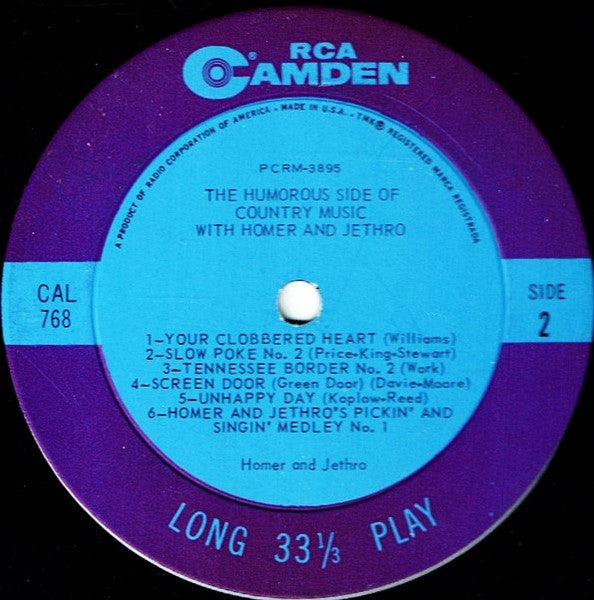 RCA
CAMDEN®
A PRODUCT OF RADIO CORPORATION OF AMERICA - MADE IN U.S.A. - TMK® REGISTERED MARCA REGISTRADA
PCRM-3895
THE HUMOROUS SIDE OF
COUNTRY MUSIC
WITH HOMER AND JETHRO
CAL
768
SIDE
2
1-YOUR CLOBBERED HEART (Williams)
2-SLOW POKE No. 2 (Price-King-Stewart)
3-TENNESSEE BORDER No. 2 (Work)
4-SCREEN DOOR (Green Door) (Davie-Moore)
5-UNHAPPY DAY (Koplow-Reed)
6-HOMER AND JETHRO"S PICKIN' AND
SINGIN' MEDLEY No. 1
Homer and Jethro
LONG 33 1/3 PLAY